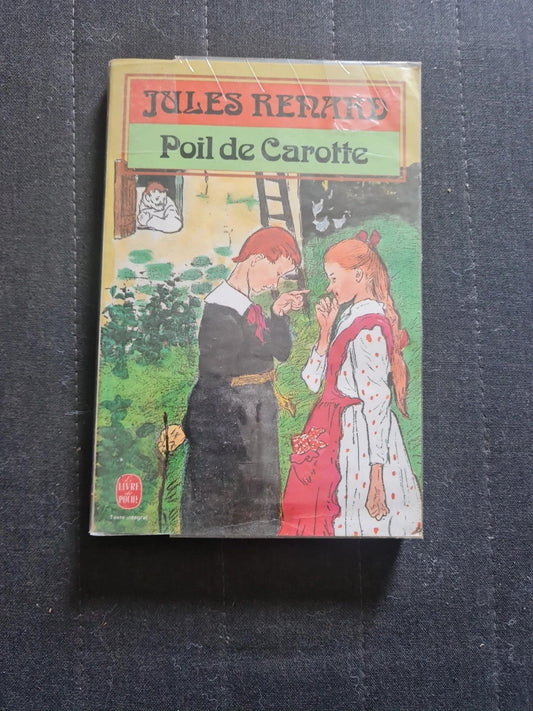 JULES RENARD
Poil de Carotte
le
LIVRE
de
POCHE
Texte intégral